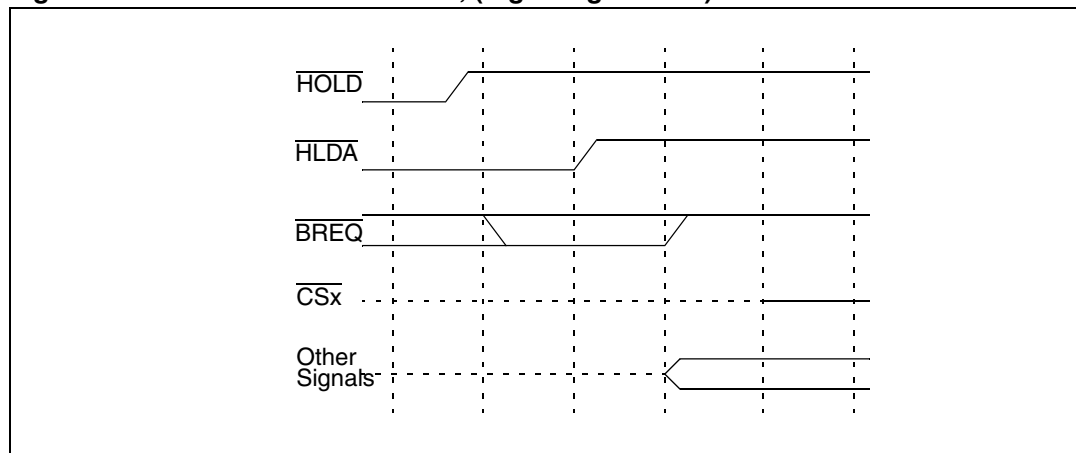 HOLD
HLDA
BREQ
CSx
Other
Signals